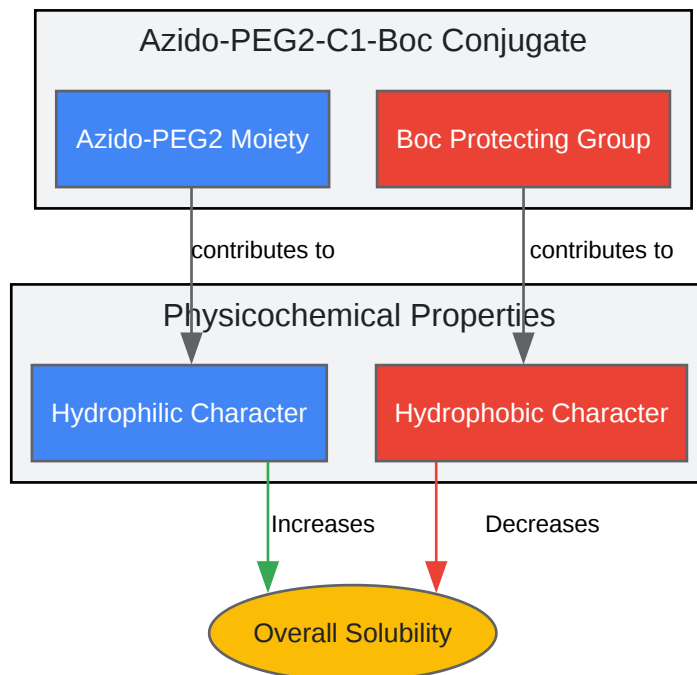 Azido-PEG2-C1-Boc Conjugate
Azido-PEG2 Moiety
Boc Protecting Group
contributes to
contributes to
Physicochemical Properties
Hydrophilic Character
Hydrophobic Character
Increases
Decreases
Overall Solubility